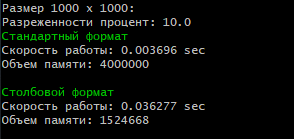 Размер 1000 x 1000:
Разреженности процент: 10.0
Стандартный формат
Скорость работы: 0.003696 sec
Объем памяти: 4000000
Столбовой формат
Скорость работы: 0.036277 sec
Объем памяти: 1524668